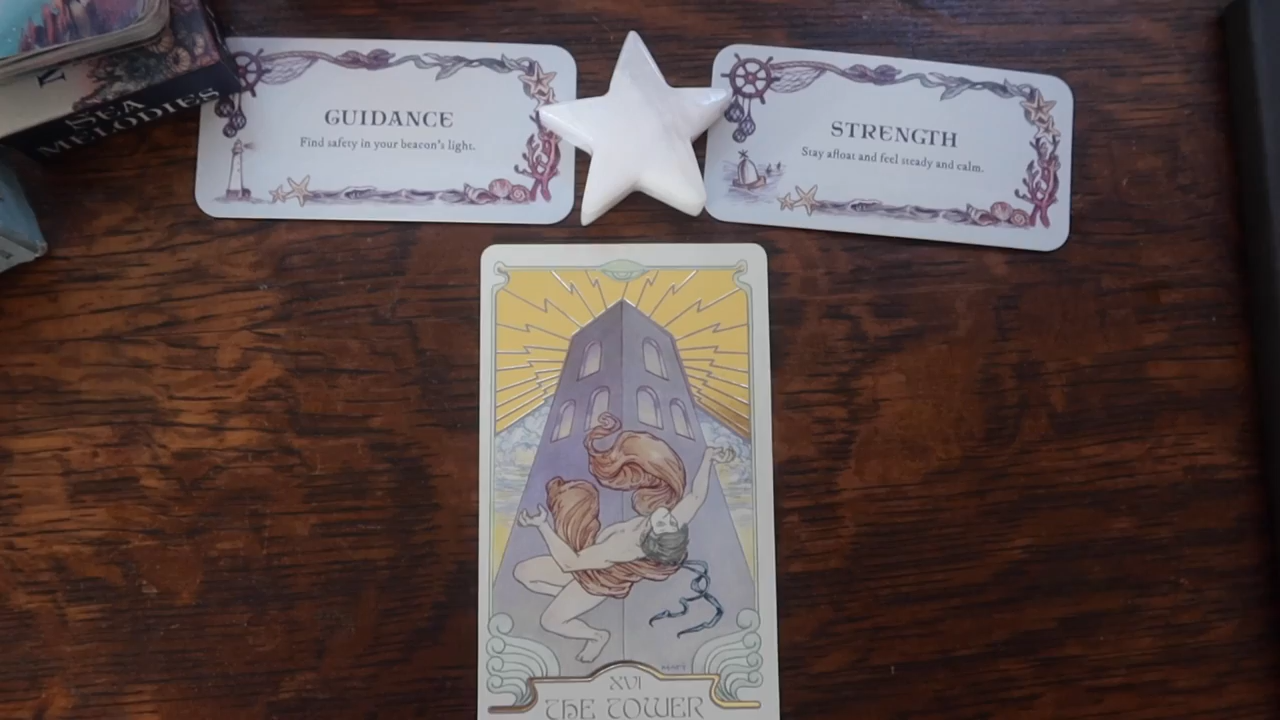 SEA
MELODIES
GUIDANCE
Find safety in your beacon's light.
STRENGTH
Stay afloat and feel steady and calm.
XVI
THE TOWER